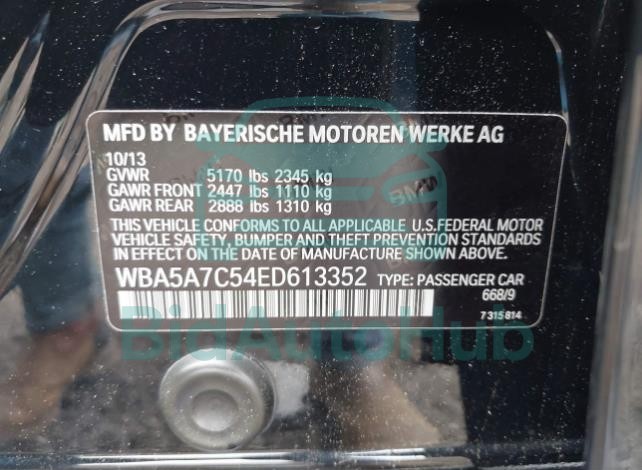 MFD BY BAYERISCHE MOTOREN WERKE AG
10/13
GVWR 5170 lbs 2345 kg
GAWR FRONT 2447 lbs 1110 kg
GAWR REAR 2888 lbs 1310 kg
THIS VEHICLE CONFORMS TO ALL APPLICABLE U.S.FEDERAL MOTOR
VEHICLE SAFETY, BUMPER AND THEFT PREVENTION STANDARDS
IN EFFECT ON THE DATE OF MANUFACTURE SHOWN ABOVE.
WBA5A7C54ED613352 TYPE: PASSENGER CAR
668/9
7 315 814
BidAutoHub